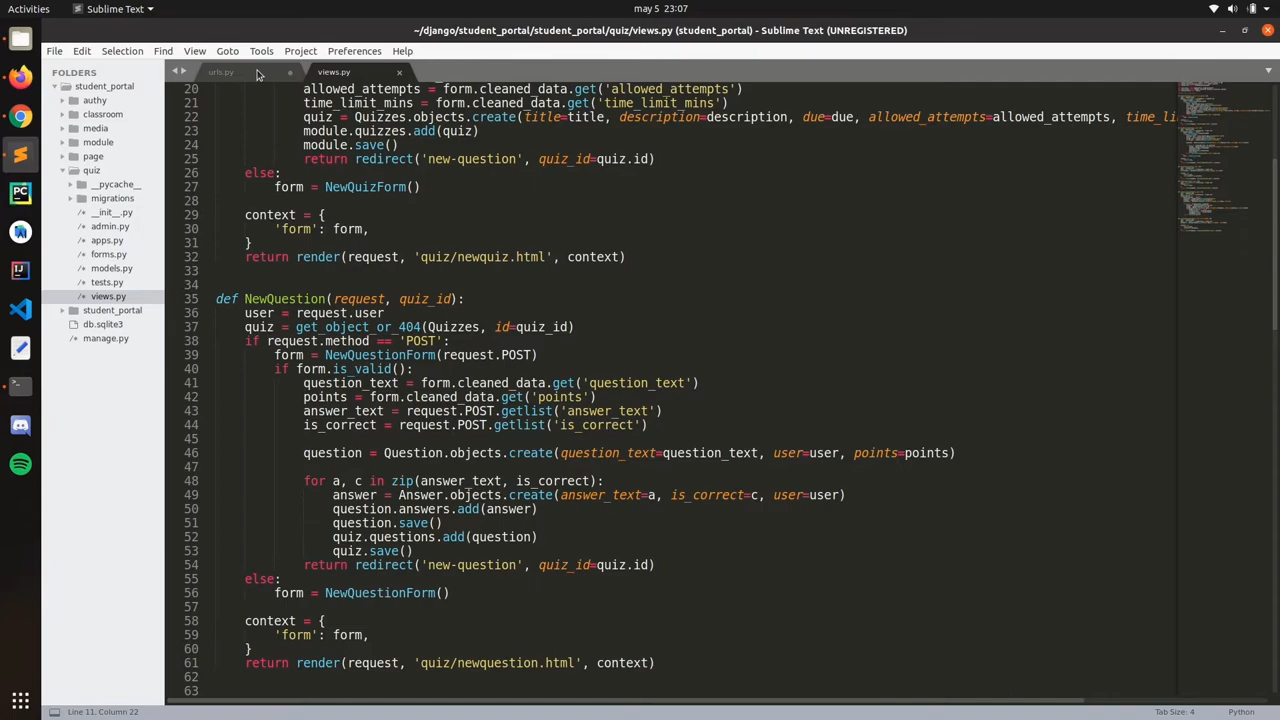 Activities
Sublime Text
may 5 23:07
~/django/student_portal/student_portal/quiz/views.py (student_portal) - Sublime Text (UNREGISTERED)
File Edit Selection Find View Goto Tools Project Preferences Help
FOLDERS
student_portal
authy
classroom
media
module
page
quiz
__pycache__
migrations
__init__.py
admin.py
apps.py
forms.py
models.py
tests.py
views.py
student_portal
db.sqlite3
manage.py
urls.py
views.py
20 allowed_attempts = form.cleaned_data.get('allowed_attempts')
21 time_limit_mins = form.cleaned_data.get('time_limit_mins')
22 quiz = Quizzes.objects.create(title=title, description=description, due=due, allowed_attempts=allowed_attempts, time_li
23 module.quizzes.add(quiz)
24 module.save()
25 return redirect('new-question', quiz_id=quiz.id)
26 else:
27 form = NewQuizForm()
28
29 context = {
30 'form': form,
31 }
32 return render(request, 'quiz/newquiz.html', context)
33
34
35 def NewQuestion(request, quiz_id):
36 user = request.user
37 quiz = get_object_or_404(Quizzes, id=quiz_id)
38 if request.method == 'POST':
39 form = NewQuestionForm(request.POST)
40 if form.is_valid():
41 question_text = form.cleaned_data.get('question_text')
42 points = form.cleaned_data.get('points')
43 answer_text = request.POST.getlist('answer_text')
44 is_correct = request.POST.getlist('is_correct')
45
46 question = Question.objects.create(question_text=question_text, user=user, points=points)
47
48 for a, c in zip(answer_text, is_correct):
49 answer = Answer.objects.create(answer_text=a, is_correct=c, user=user)
50 question.answers.add(answer)
51 question.save()
52 quiz.questions.add(question)
53 quiz.save()
54 return redirect('new-question', quiz_id=quiz.id)
55 else:
56 form = NewQuestionForm()
57
58 context = {
59 'form': form,
60 }
61 return render(request, 'quiz/newquestion.html', context)
62
63
Line 11, Column 22
Tab Size: 4
Python